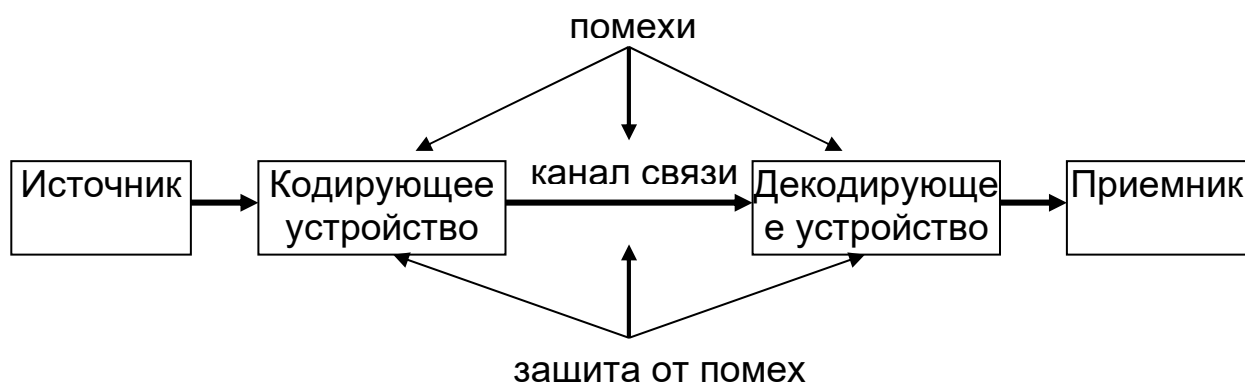 помехи
канал связи
Источник
Кодирующее
устройство
Декодирующе
е устройство
Приемник
защита от помех